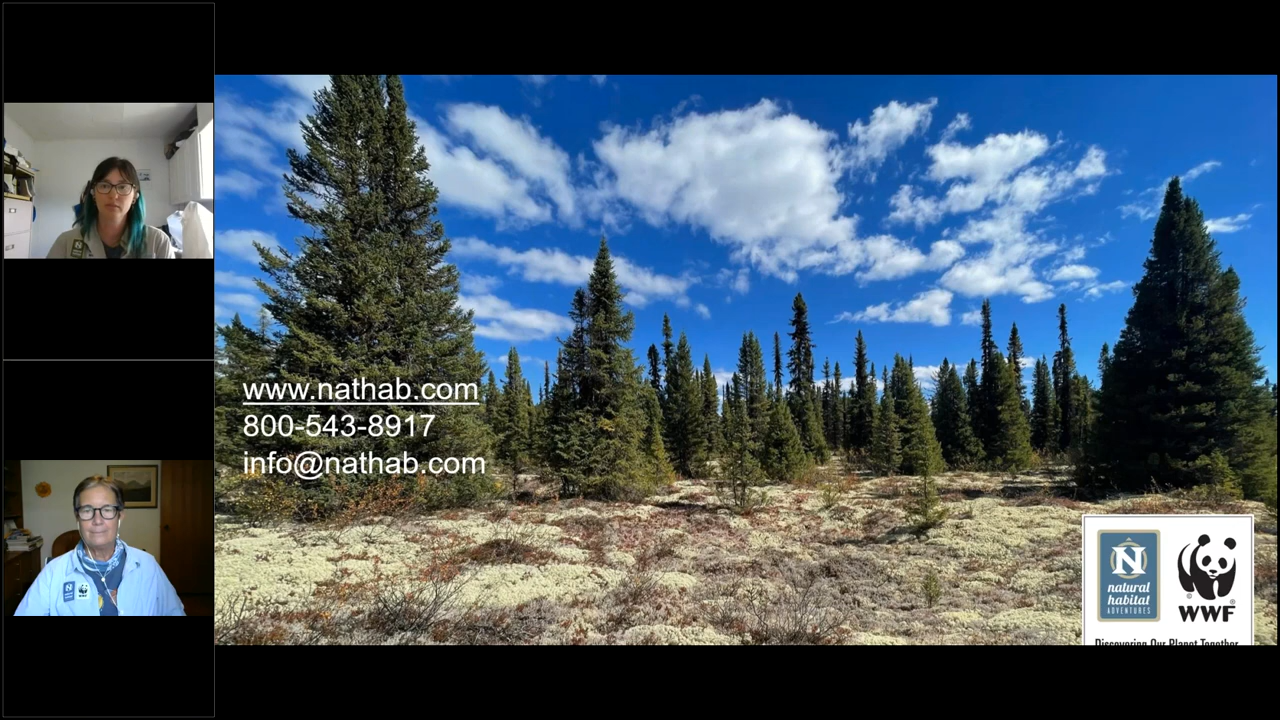 www.nathab.com
800-543-8917
info@nathab.com
N
natural
habitat
ADVENTURES
WWF
Discovering Our Planet Together